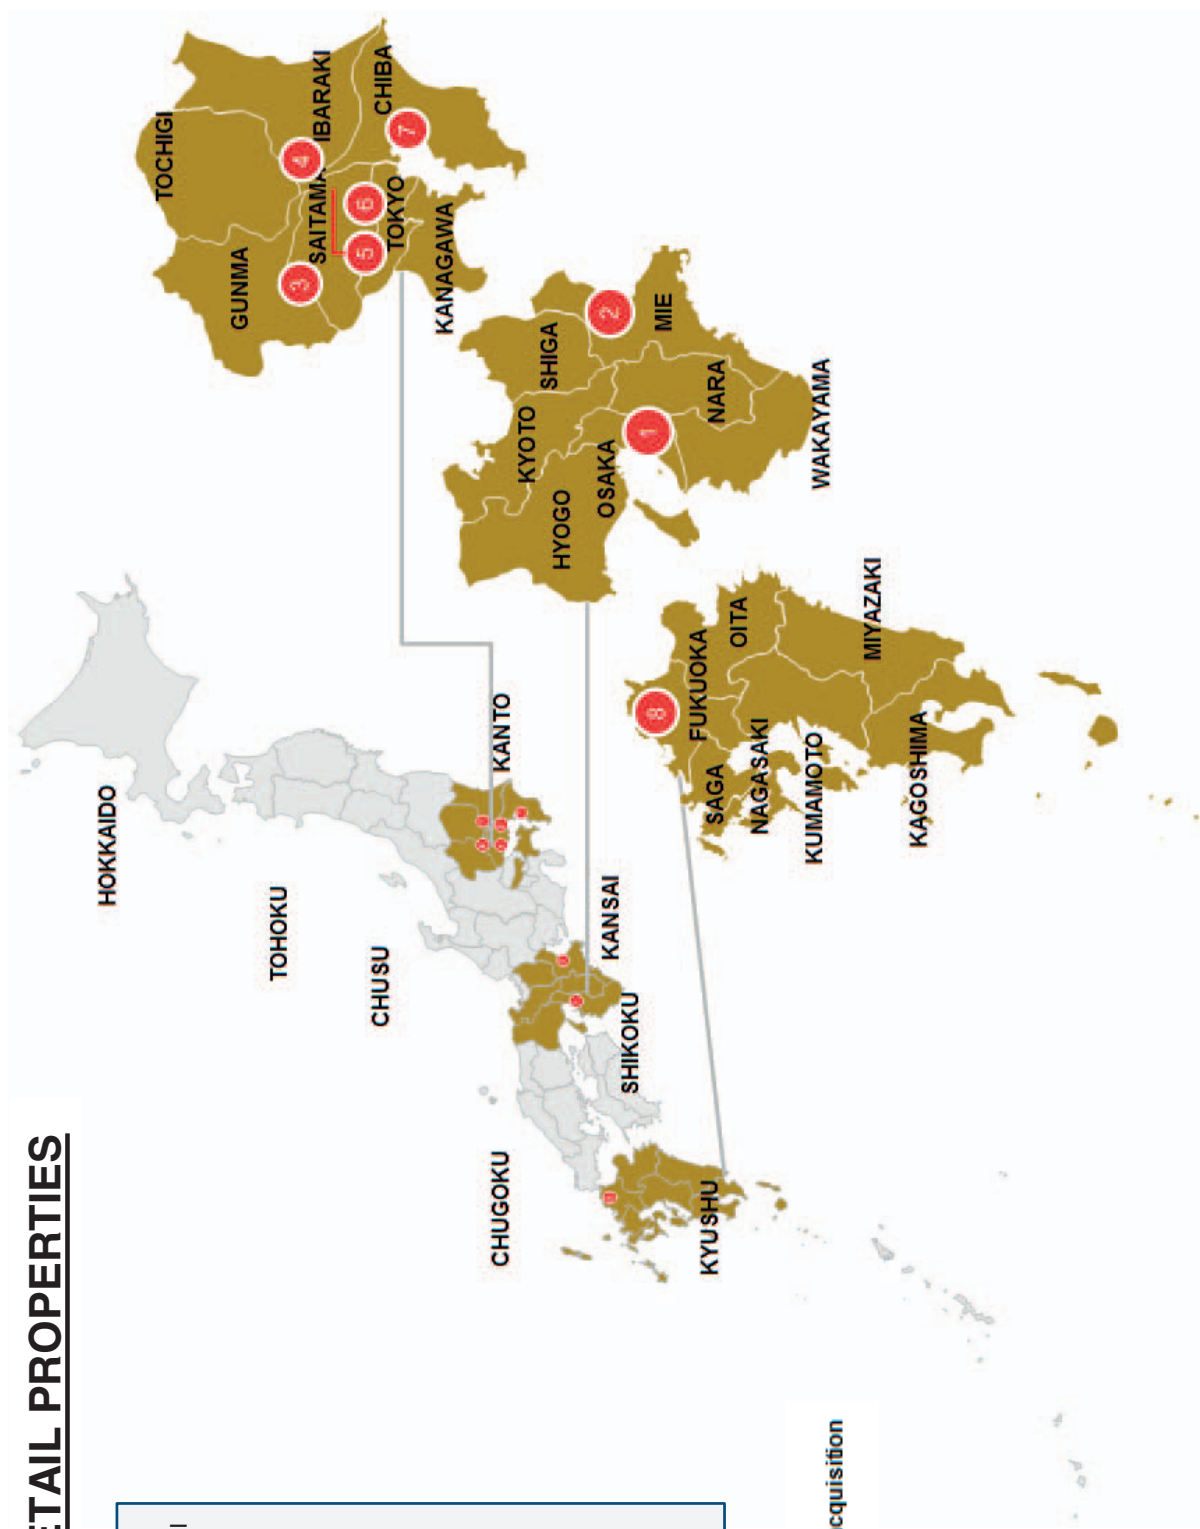 ETAIL PROPERTIES
HOKKAIDO
TOHOKU
CHUSU
KANTO
KANSAI
SHIKOKU
CHUGOKU
KYUSHU
TOCHIGI
GUNMA
IBARAKI
SAITAMA
CHIBA
TOKYO
KANAGAWA
3
4
5
6
7
SHIGA
KYOTO
HYOGO
OSAKA
MIE
NARA
WAKAYAMA
1
2
FUKUOKA
OITA
SAGA
NAGASAKI
KUMAMOTO
MIYAZAKI
KAGOSHIMA
8
cquisition